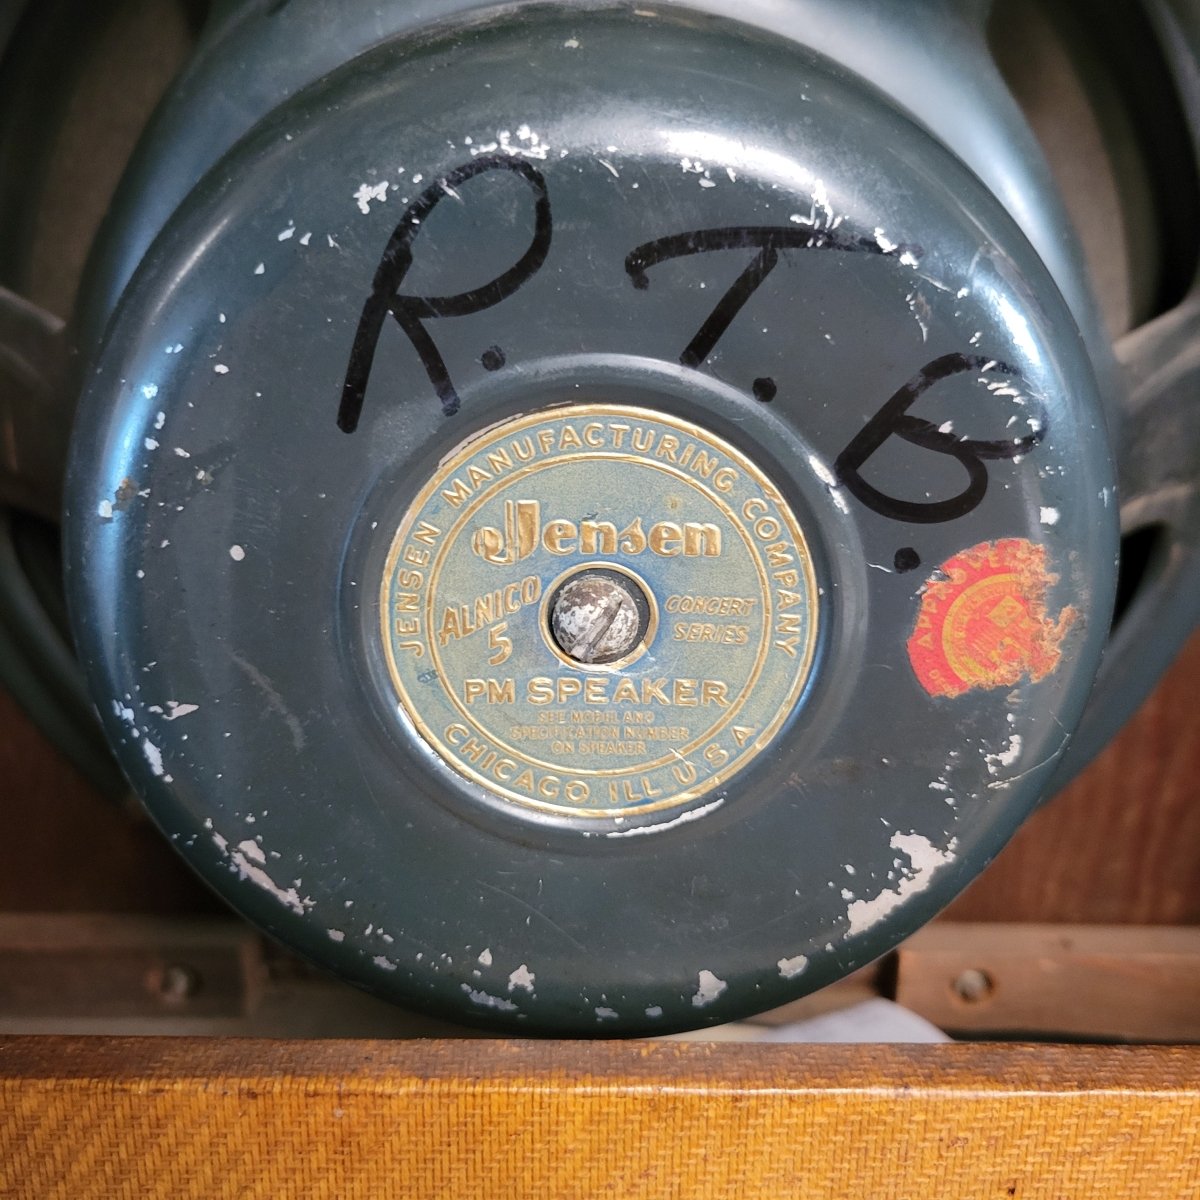 R. T. B.
JENSEN MANUFACTURING COMPANY
Jensen
ALNICO
5
CONCERT
SERIES
PM SPEAKER
SEE MODEL AND
SPECIFICATION NUMBER
ON SPEAKER
CHICAGO ILL. U S A
APPROVED